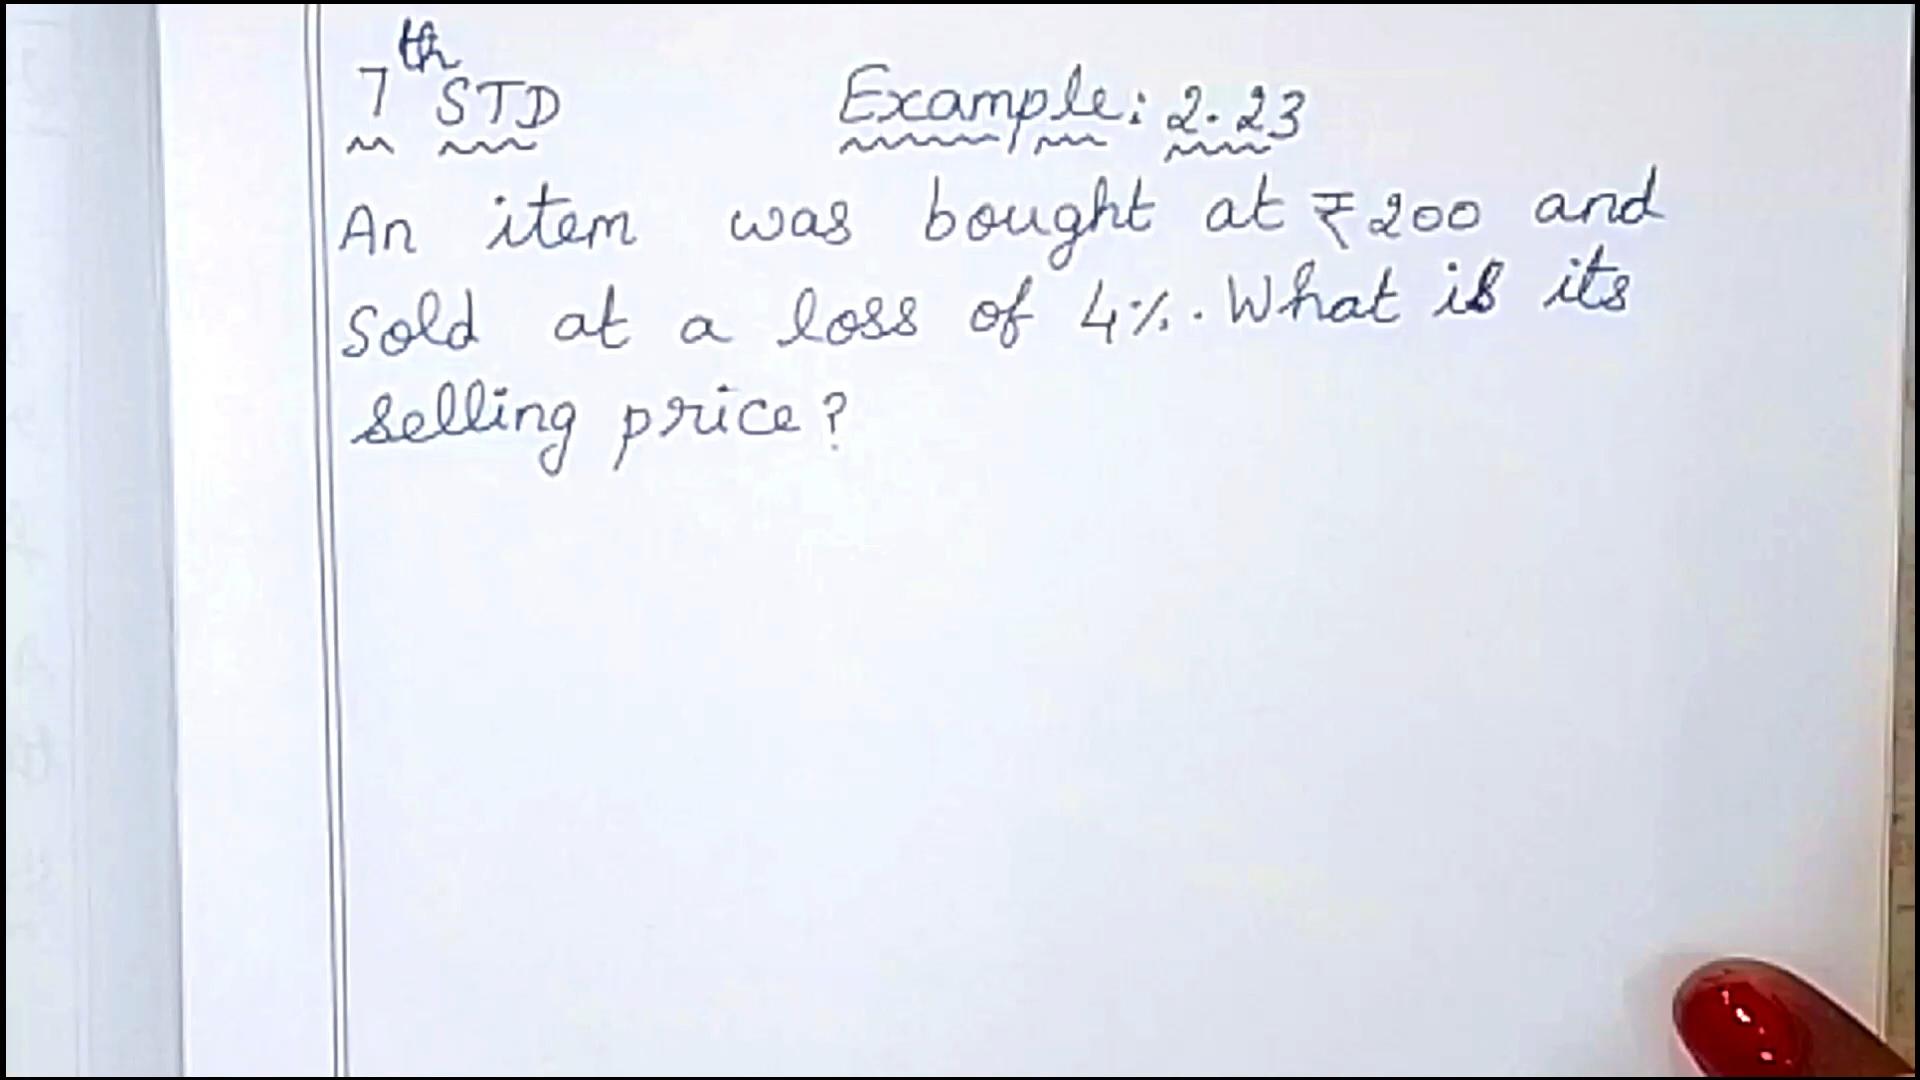 7th STD Example: 2.23
An item was bought at ₹200 and
Sold at a loss of 4%. What is its
selling price?